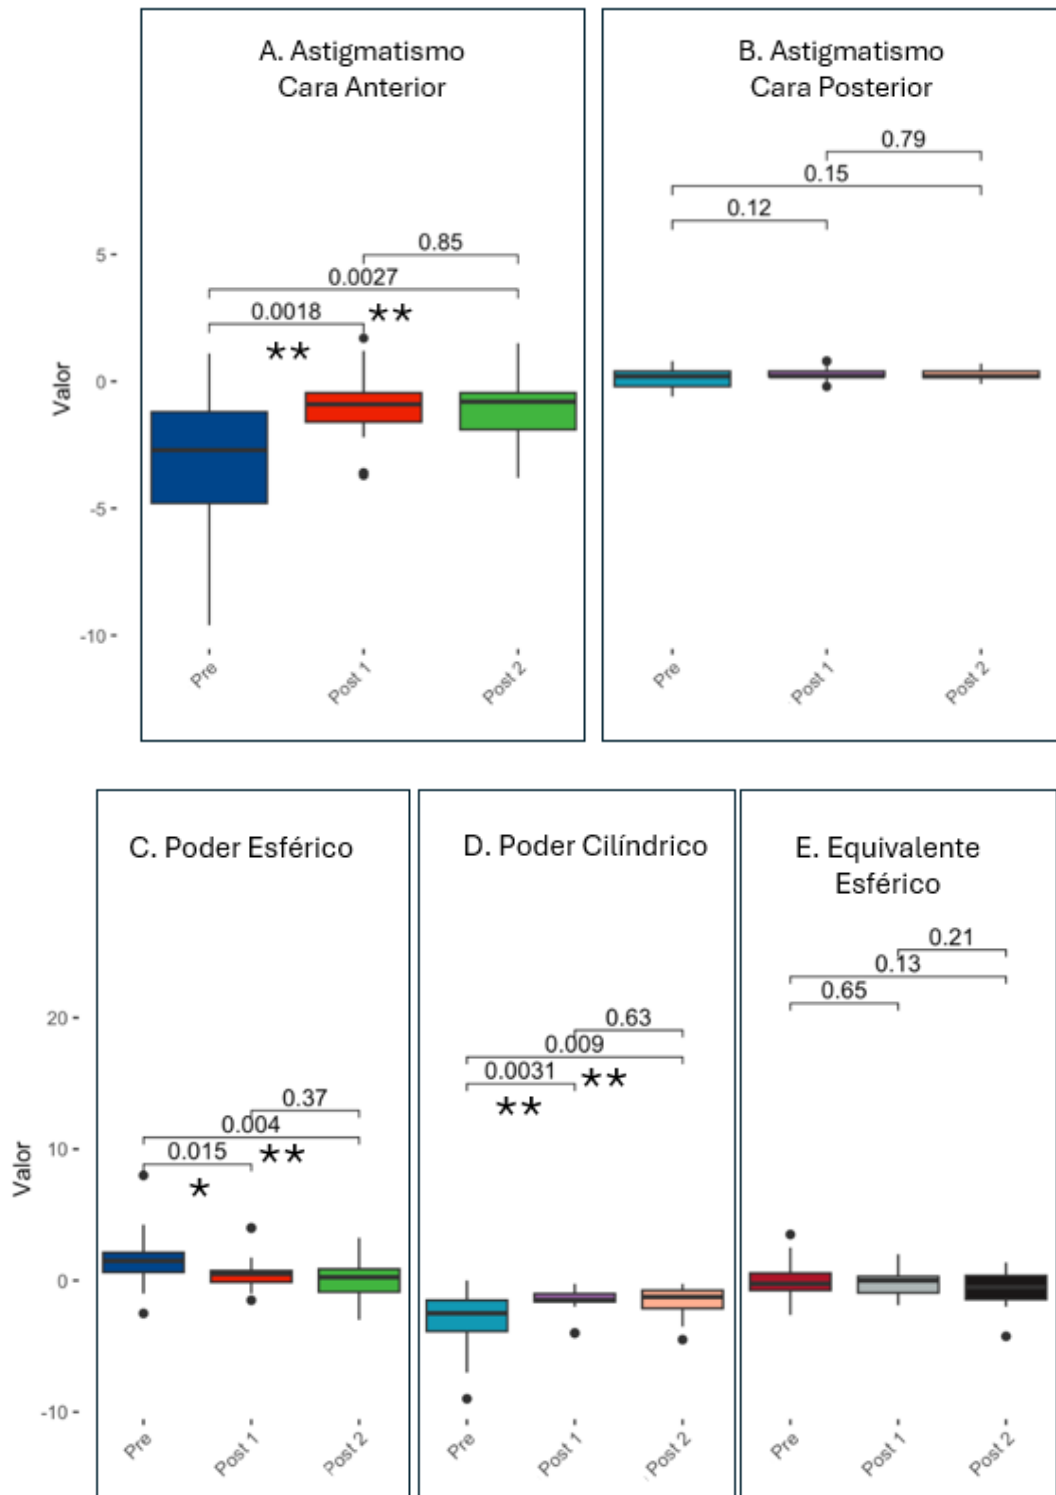 A. Astigmatismo
Cara Anterior
B. Astigmatismo
Cara Posterior
0.79
0.15
0.12
0.85
0.0027
0.0018
**
**
Valor
5
0
-5
-10
Pre
Post 1
Post 2
Pre
Post 1
Post 2
C. Poder Esférico
D. Poder Cilíndrico
E. Equivalente
Esférico
0.21
0.13
0.65
0.63
0.009
0.0031
**
**
0.37
0.004
0.015
**
*
Valor
20
10
0
-10
Pre
Post 1
Post 2
Pre
Post 1
Post 2
Pre
Post 1
Post 2